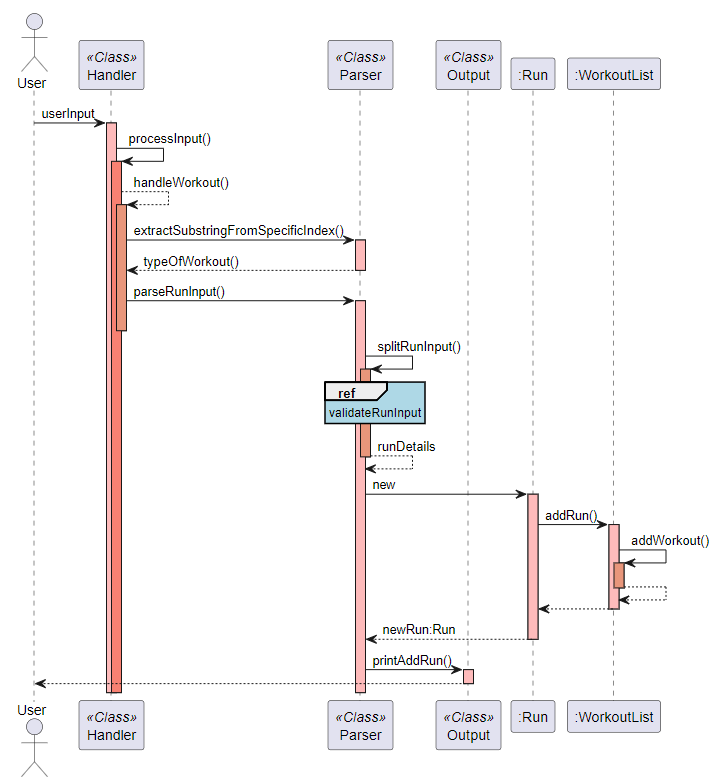 «Class»
Handler
«Class»
Parser
«Class»
Output
:Run
:WorkoutList
User
userInput
processInput()
handleWorkout()
extractSubstringFromSpecificIndex()
typeOfWorkout()
parseRunInput()
splitRunInput()
ref
validateRunInput
runDetails
new
addRun()
addWorkout()
newRun:Run
printAddRun()
User
«Class»
Handler
«Class»
Parser
«Class»
Output
:Run
:WorkoutList